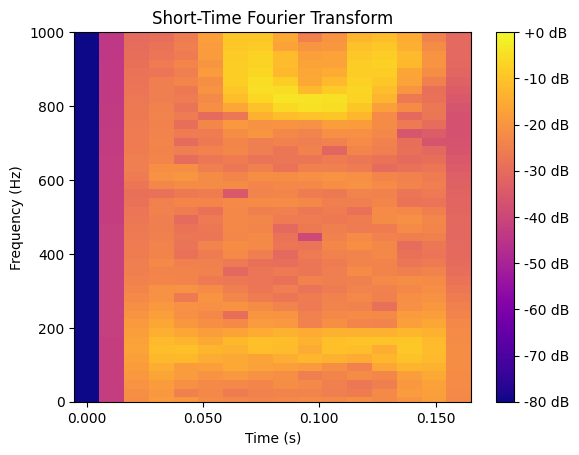 Short-Time Fourier Transform
1000
800
600
400
200
0
Frequency (Hz)
0.000
0.050
0.100
0.150
Time (s)
+0 dB
-10 dB
-20 dB
-30 dB
-40 dB
-50 dB
-60 dB
-70 dB
-80 dB